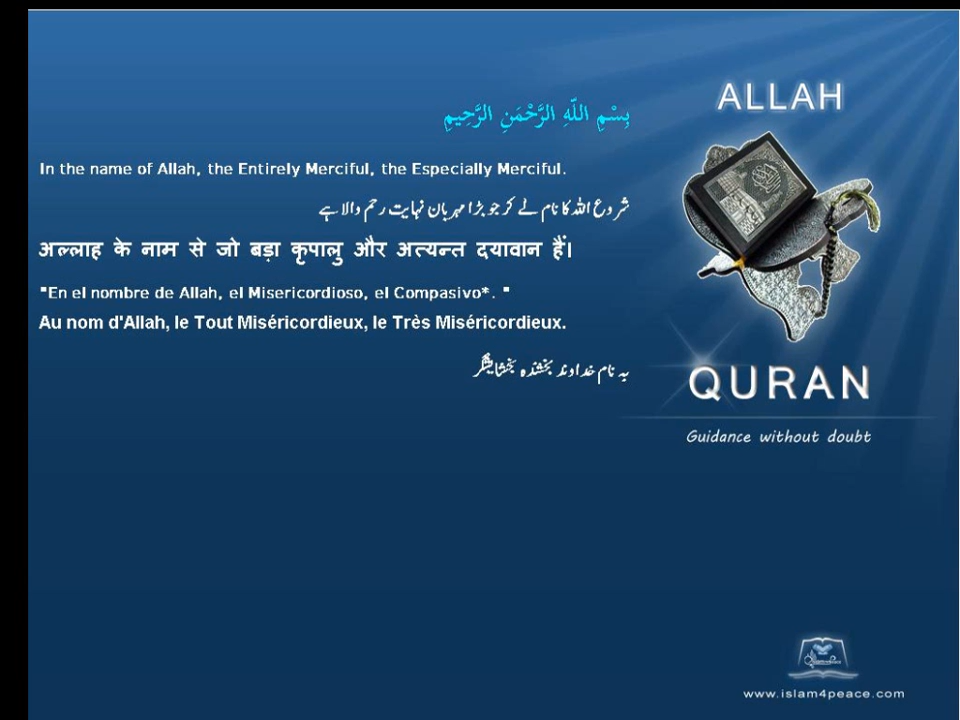 بِسْمِ اللّهِ الرَّحْمَنِ الرَّحِيمِ
In the name of Allah, the Entirely Merciful, the Especially Merciful.
شروع الله کا نام لے کر جو بڑا مہربان نہایت رحم والا ہے
अल्लाह के नाम से जो बड़ा कृपालु और अत्यन्त दयावान हैं।
"En el nombre de Allah, el Misericordioso, el Compasivo*. "
Au nom d'Allah, le Tout Miséricordieux, le Très Miséricordieux.
به نام خداوند بخشنده بخشایشگر
ALLAH
QURAN
Guidance without doubt
www.islam4peace.com